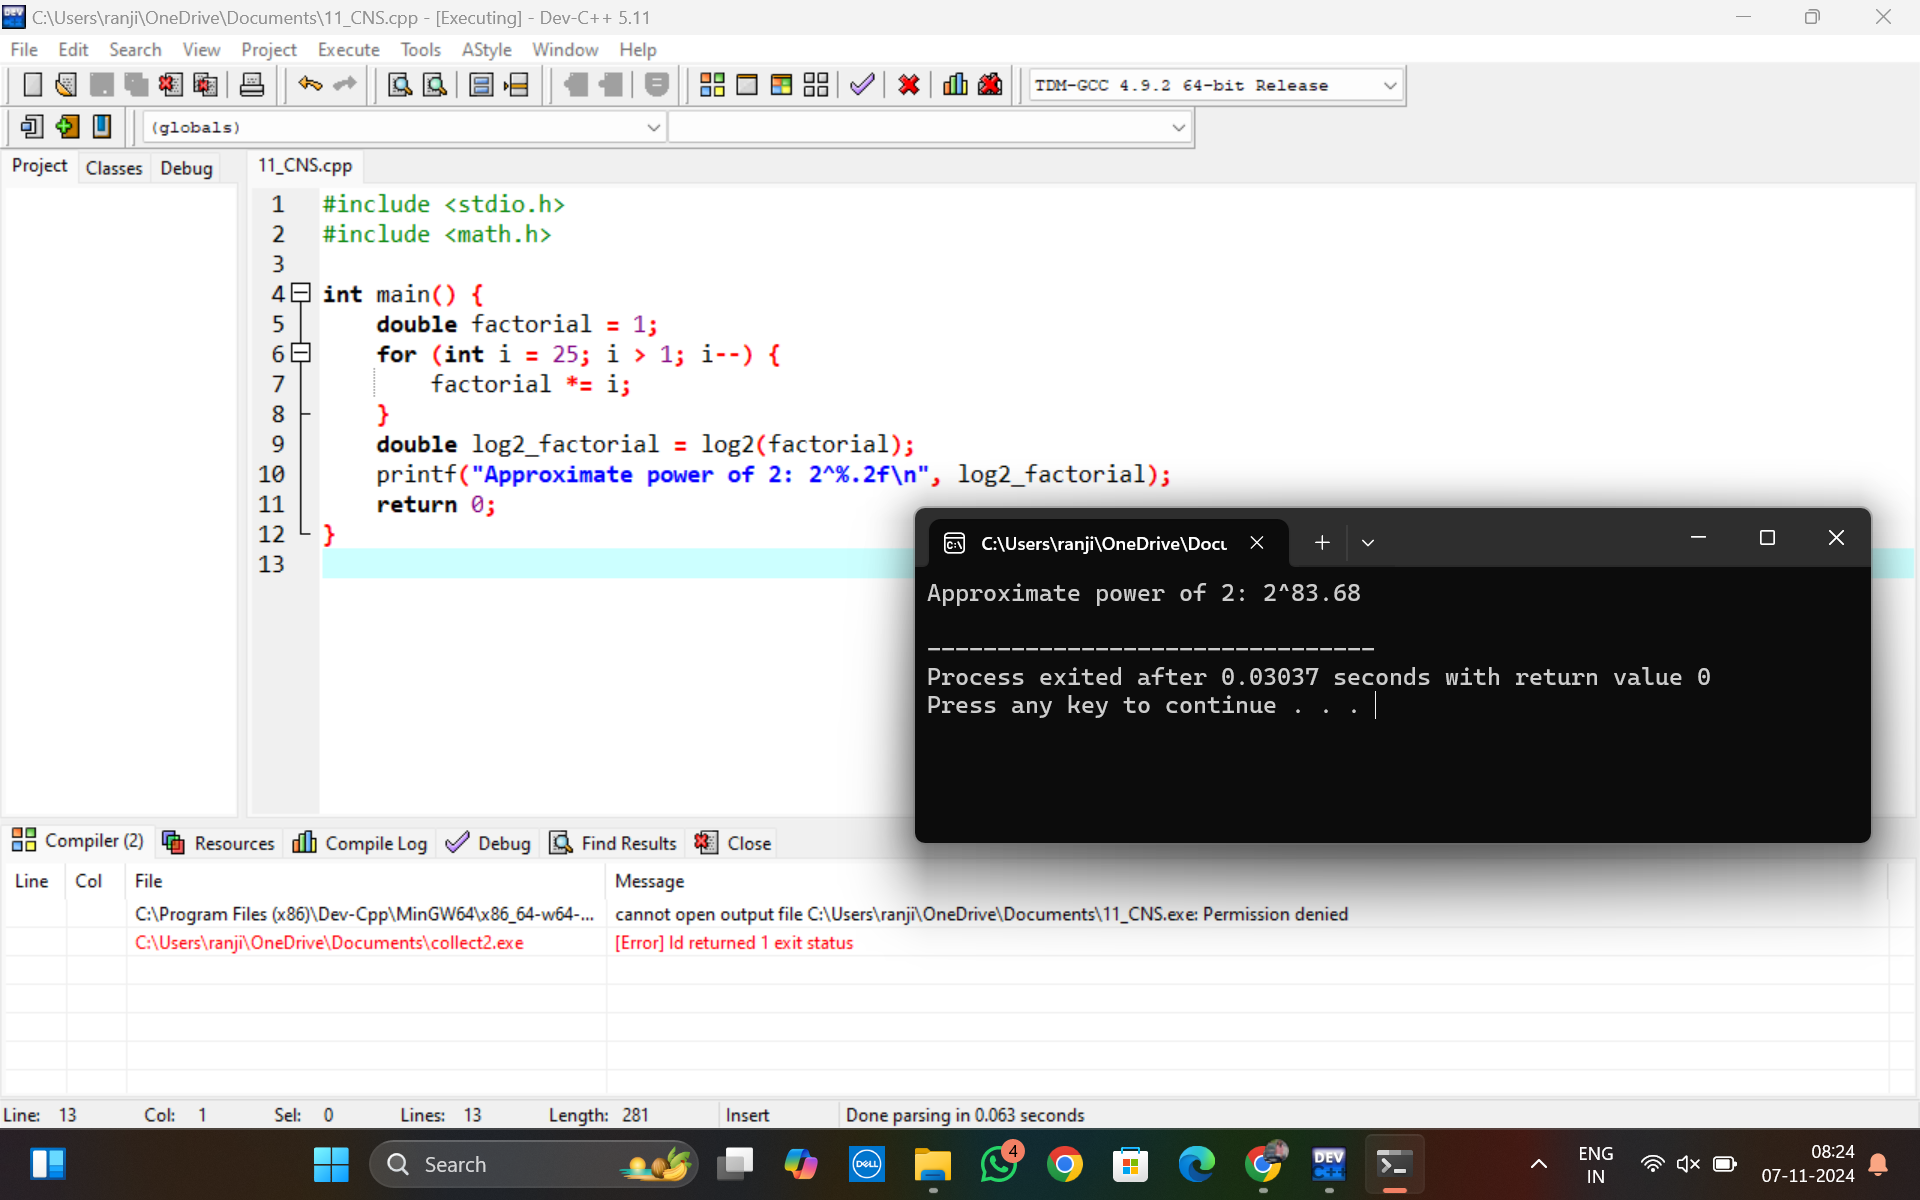 C:\Users\ranji\OneDrive\Documents\11_CNS.cpp - [Executing] - Dev-C++ 5.11
File Edit Search View Project Execute Tools AStyle Window Help
TDM-GCC 4.9.2 64-bit Release
(globals)
Project Classes Debug 11_CNS.cpp
1 #include <stdio.h>
2 #include <math.h>
3
4 int main() {
5 double factorial = 1;
6 for (int i = 25; i > 1; i--) {
7 factorial *= i;
8 }
9 double log2_factorial = log2(factorial);
10 printf("Approximate power of 2: 2^%.2f\n", log2_factorial);
11 return 0;
12 }
13
C:\Users\ranji\OneDrive\Docu
Approximate power of 2: 2^83.68
--------------------------------
Process exited after 0.03037 seconds with return value 0
Press any key to continue . . .
Compiler (2) Resources Compile Log Debug Find Results Close
Line Col File Message
C:\Program Files (x86)\Dev-Cpp\MinGW64\x86_64-w64-... cannot open output file C:\Users\ranji\OneDrive\Documents\11_CNS.exe: Permission denied
C:\Users\ranji\OneDrive\Documents\collect2.exe [Error] ld returned 1 exit status
Line: 13 Col: 1 Sel: 0 Lines: 13 Length: 281 Insert Done parsing in 0.063 seconds
Search DELL 4 DEV C++ ENG IN 08:24 07-11-2024